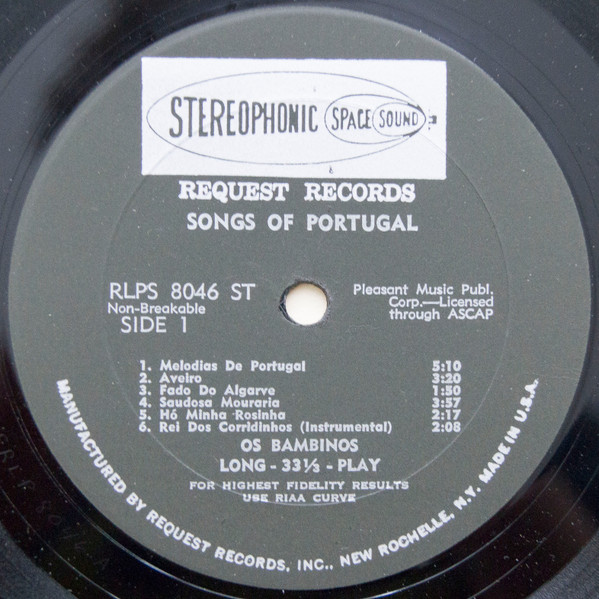 STEREOPHONIC SPACE SOUND
REQUEST RECORDS
SONGS OF PORTUGAL
RLPS 8046 ST
Non-Breakable
SIDE 1
Pleasant Music Publ.
Corp.—Licensed
through ASCAP
1. Melodias De Portugal 5:10
2. Aveiro 3:20
3. Fado Do Algarve 1:50
4. Saudosa Mouraria 3:57
5. Hó Minha Rosinha 2:17
6. Rei Dos Corridinhos (Instrumental) 2:08
OS BAMBINOS
LONG - 33⅓ - PLAY
FOR HIGHEST FIDELITY RESULTS
USE RIAA CURVE
MANUFACTURED BY REQUEST RECORDS, INC., NEW ROCHELLE, N.Y. MADE IN U.S.A.